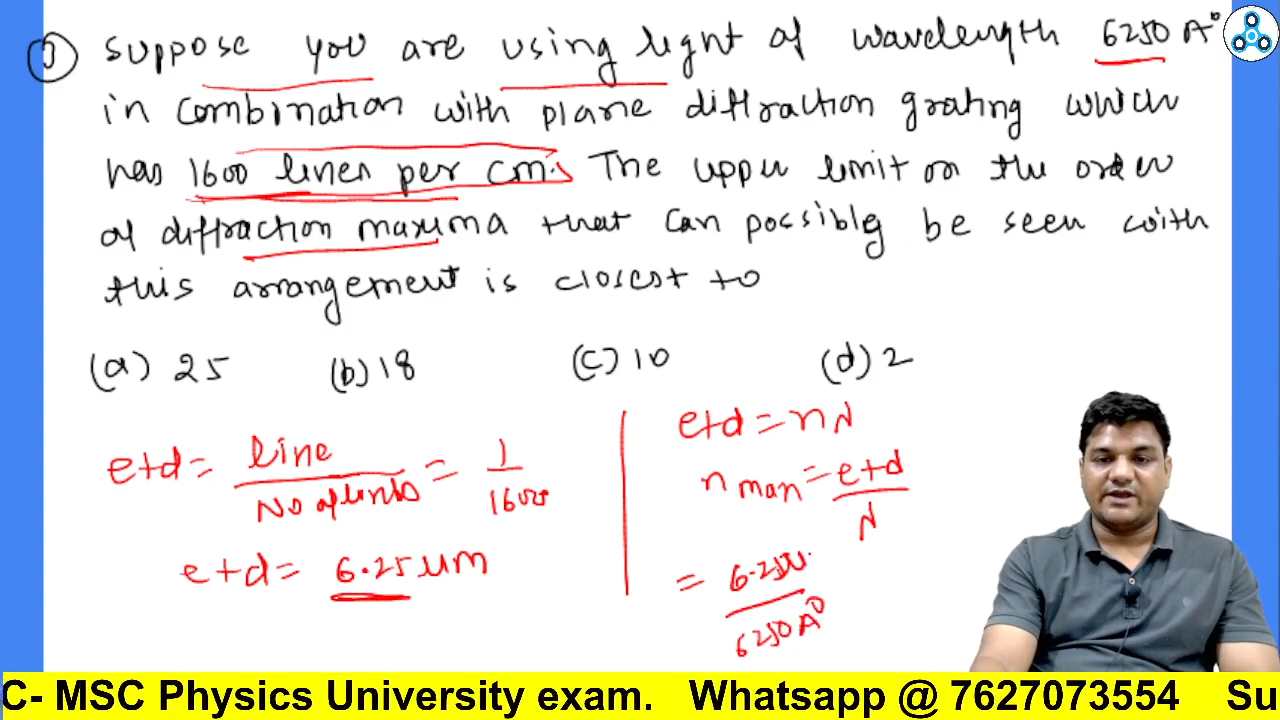 ① Suppose you are using light of wavelength 6250 A°
in combination with plane diffraction grating which
has 1600 lines per cm. The upper limit on the order
of diffraction maxima that can possibly be seen with
this arrangement is closest to
(a) 25 (b) 18 (c) 10 (d) 2
e+d = line / No of lines = 1 / 1600
e+d = 6.25 um
e+d = nλ
n max = e+d / λ
= 6.25u / 6250 A°
C- MSC Physics University exam. Whatsapp @ 7627073554 Su